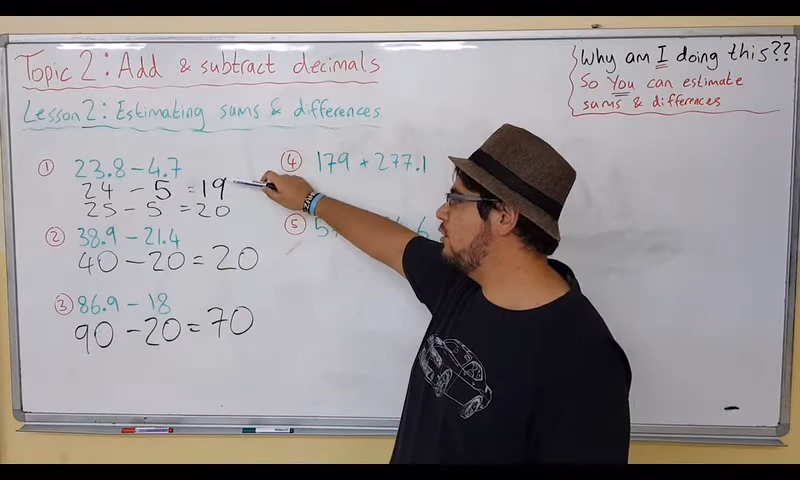 Topic 2: Add & subtract decimals
Lesson 2: Estimating sums & differences
Why am I doing this??
So You can estimate
sums & differences
① 23.8 – 4.7
24 – 5 = 19
25 – 5 = 20
② 38.9 – 21.4
40 – 20 = 20
③ 86.9 – 18
90 – 20 = 70
④ 179 + 277.1
⑤ 5